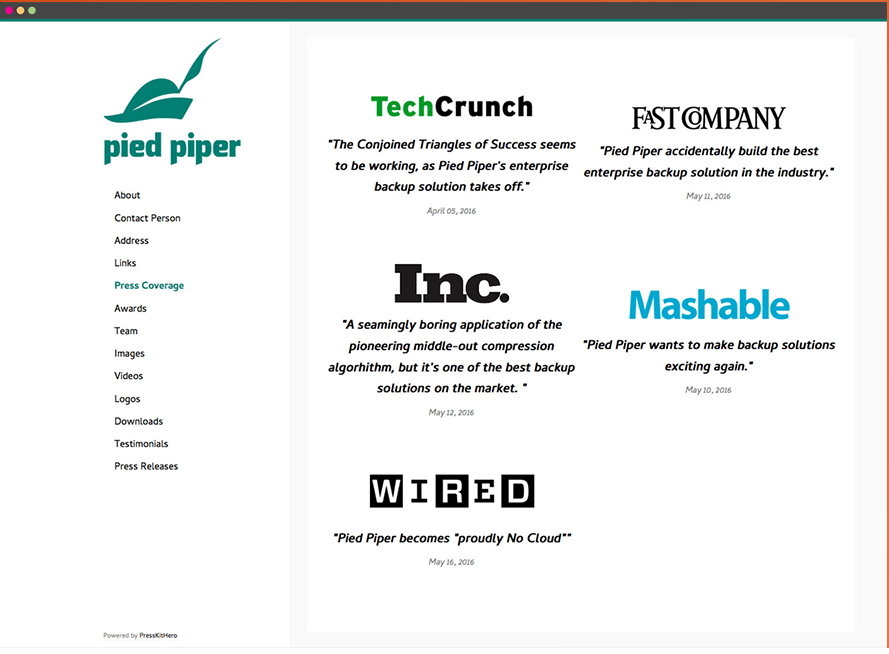 pied piper
About
Contact Person
Address
Links
Press Coverage
Awards
Team
Images
Videos
Logos
Downloads
Testimonials
Press Releases
Powered by PressKitHero
TechCrunch
"The Conjoined Triangles of Success seems
to be working, as Pied Piper's enterprise
backup solution takes off."
April 05, 2016
FAST COMPANY
"Pied Piper accidentally build the best
enterprise backup solution in the industry."
May 11, 2016
Inc.
"A seamingly boring application of the
pioneering middle-out compression
algorhithm, but it's one of the best backup
solutions on the market. "
May 12, 2016
Mashable
"Pied Piper wants to make backup solutions
exciting again."
May 10, 2016
WIRED
"Pied Piper becomes "proudly No Cloud""
May 16, 2016